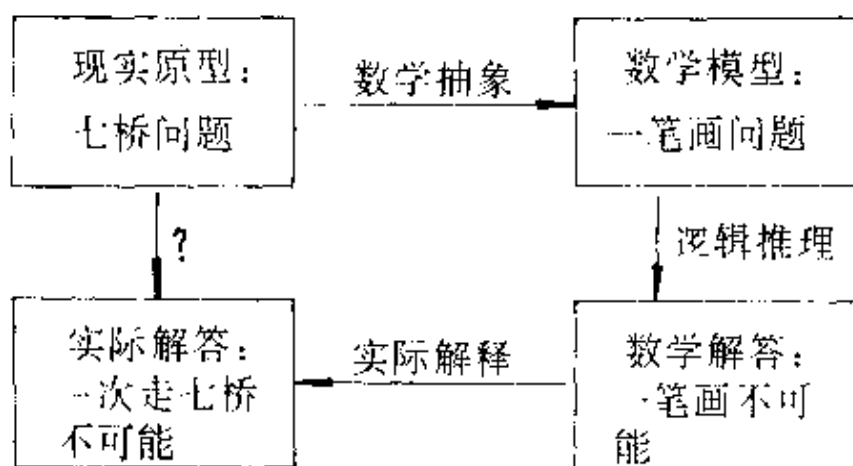 现实原型：
七桥问题
数学抽象
数学模型：
一笔画问题
?
逻辑推理
实际解答：
一次走七桥
不可能
实际解释
数学解答：
一笔画不可
能